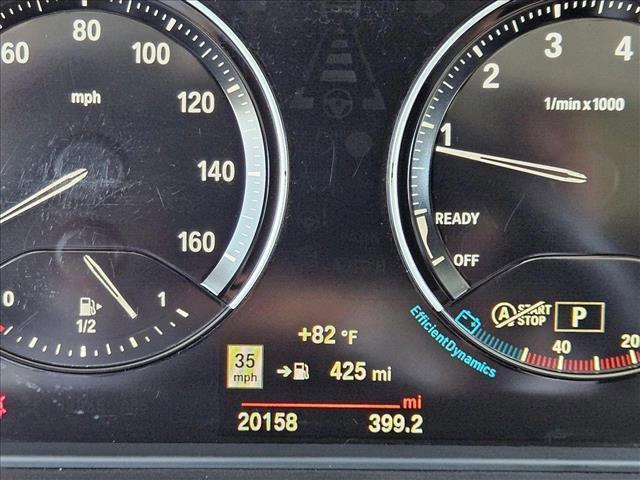 60 80 100
mph
120
140
160
0 1
1/2
1 2 3 4
1/min x 1000
READY
OFF
A START
STOP
P
EfficientDynamics
40 20
+82 °F
35
mph
425 mi
mi
20158 399.2